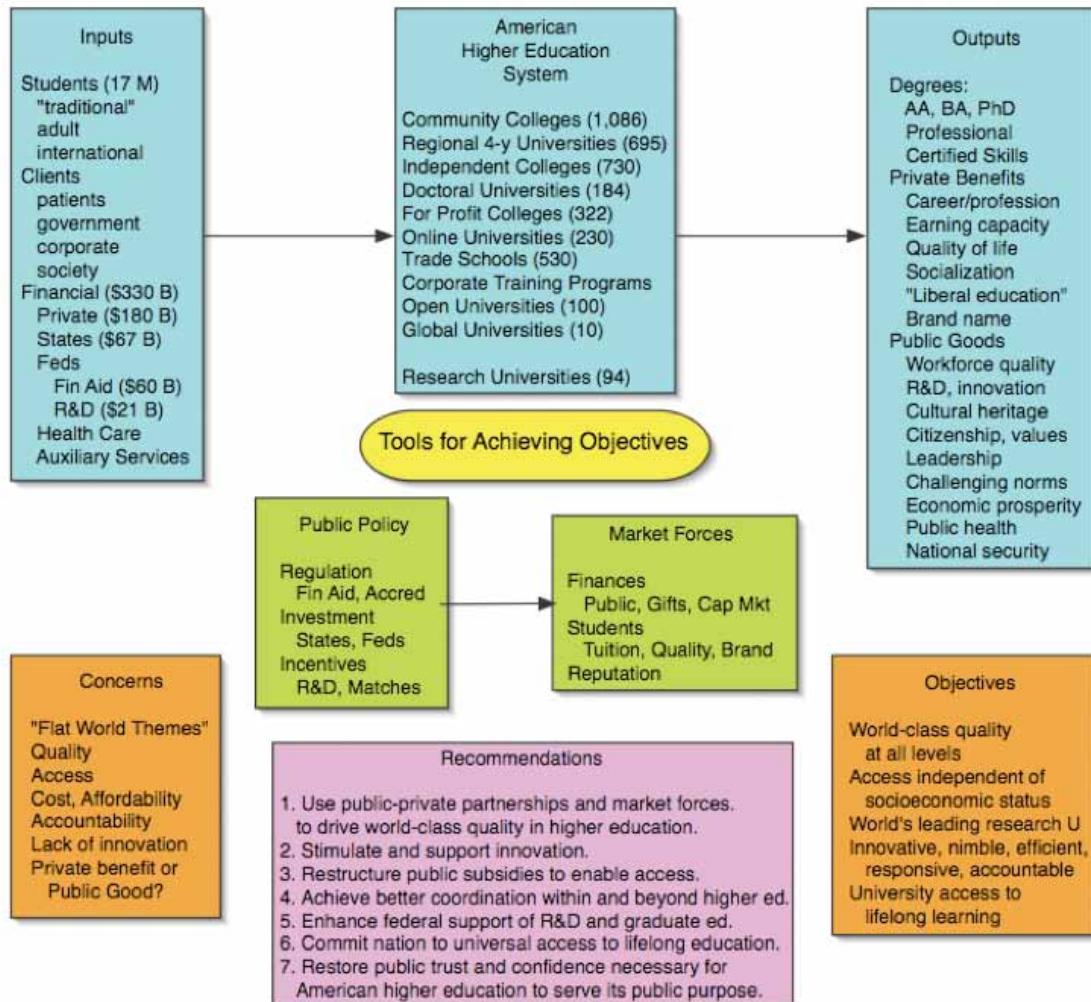 Inputs
Students (17 M)
"traditional"
adult
international
Clients
patients
government
corporate
society
Financial ($330 B)
Private ($180 B)
States ($67 B)
Feds
Fin Aid ($60 B)
R&D ($21 B)
Health Care
Auxiliary Services
American
Higher Education
System
Community Colleges (1,086)
Regional 4-y Universities (695)
Independent Colleges (730)
Doctoral Universities (184)
For Profit Colleges (322)
Online Universities (230)
Trade Schools (530)
Corporate Training Programs
Open Universities (100)
Global Universities (10)
Research Universities (94)
Outputs
Degrees:
AA, BA, PhD
Professional
Certified Skills
Private Benefits
Career/profession
Earning capacity
Quality of life
Socialization
"Liberal education"
Brand name
Public Goods
Workforce quality
R&D, innovation
Cultural heritage
Citizenship, values
Leadership
Challenging norms
Economic prosperity
Public health
National security
Tools for Achieving Objectives
Public Policy
Regulation
Fin Aid, Accred
Investment
States, Feds
Incentives
R&D, Matches
Market Forces
Finances
Public, Gifts, Cap Mkt
Students
Tuition, Quality, Brand
Reputation
Concerns
"Flat World Themes"
Quality
Access
Cost, Affordability
Accountability
Lack of innovation
Private benefit or
Public Good?
Recommendations
1. Use public-private partnerships and market forces.
to drive world-class quality in higher education.
2. Stimulate and support innovation.
3. Restructure public subsidies to enable access.
4. Achieve better coordination within and beyond higher ed.
5. Enhance federal support of R&D and graduate ed.
6. Commit nation to universal access to lifelong education.
7. Restore public trust and confidence necessary for
American higher education to serve its public purpose.
Objectives
World-class quality
at all levels
Access independent of
socioeconomic status
World's leading research U
Innovative, nimble, efficient,
responsive, accountable
University access to
lifelong learning